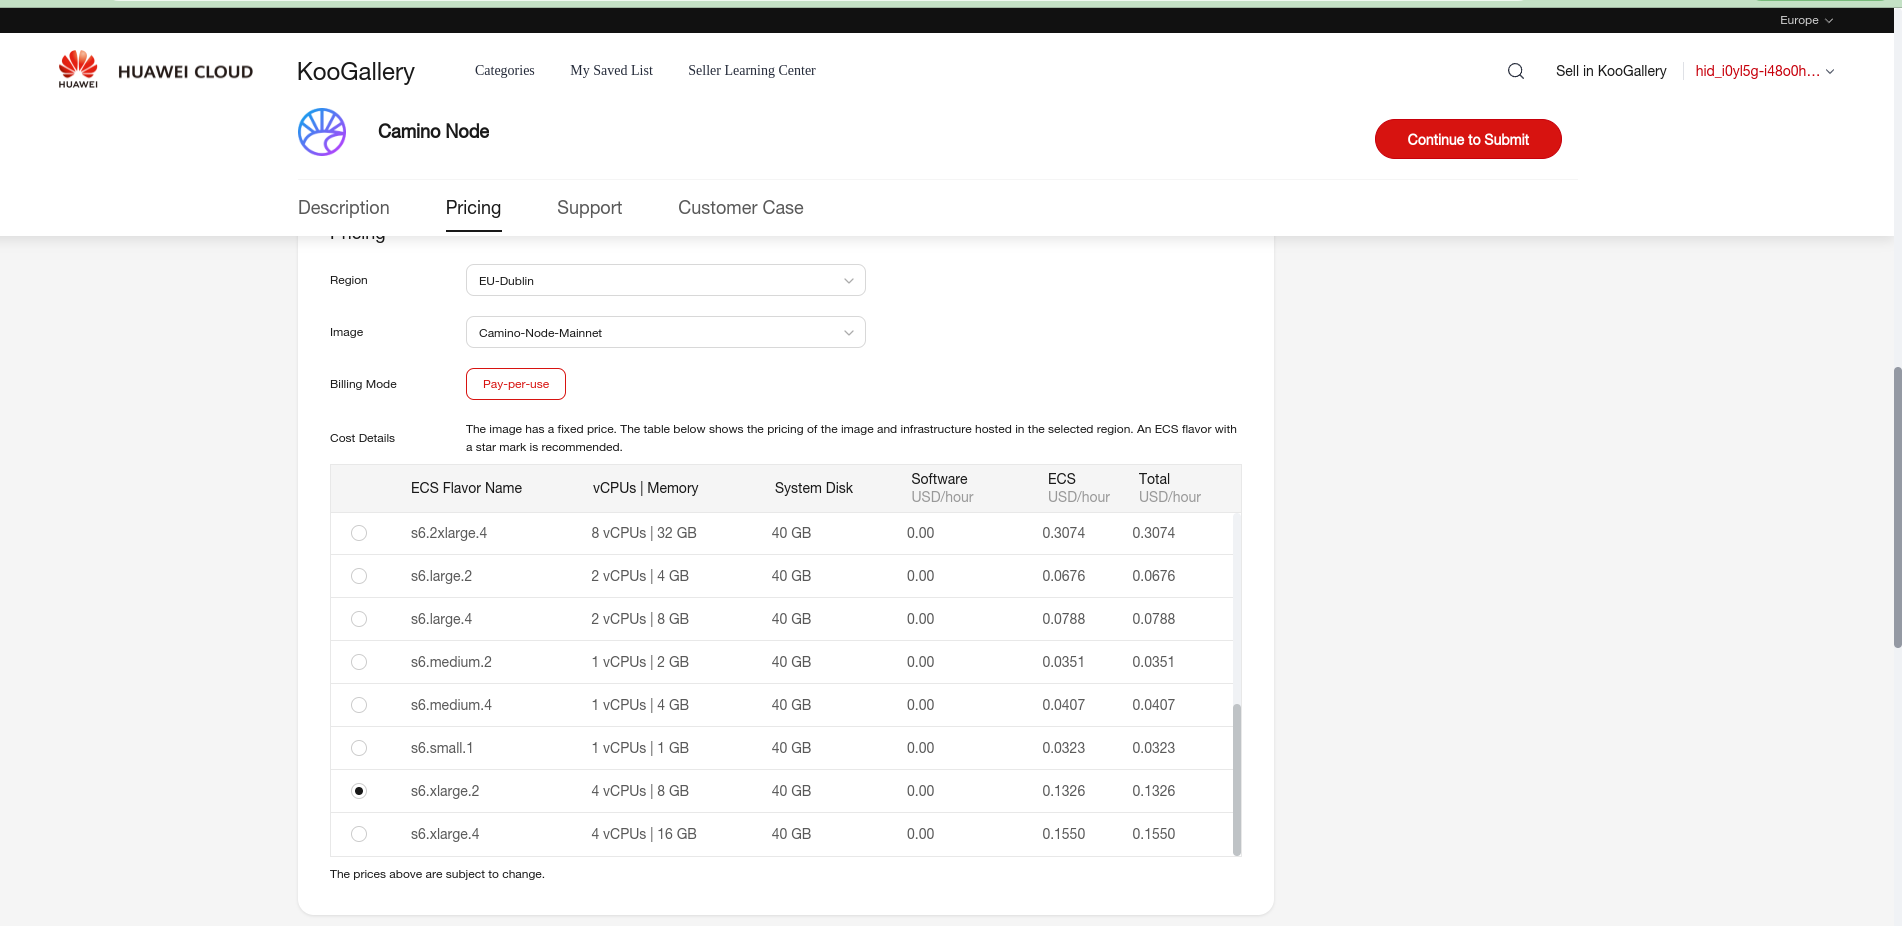 Europe
HUAWEI
HUAWEI CLOUD
KooGallery
Categories
My Saved List
Seller Learning Center
Sell in KooGallery
hid_i0yl5g-i48o0h...
Camino Node
Continue to Submit
Description
Pricing
Support
Customer Case
Pricing
Region
EU-Dublin
Image
Camino-Node-Mainnet
Billing Mode
Pay-per-use
Cost Details
The image has a fixed price. The table below shows the pricing of the image and infrastructure hosted in the selected region. An ECS flavor with
a star mark is recommended.
ECS Flavor Name vCPUs | Memory System Disk Software USD/hour ECS USD/hour Total USD/hour
s6.2xlarge.4 8 vCPUs | 32 GB 40 GB 0.00 0.3074 0.3074
s6.large.2 2 vCPUs | 4 GB 40 GB 0.00 0.0676 0.0676
s6.large.4 2 vCPUs | 8 GB 40 GB 0.00 0.0788 0.0788
s6.medium.2 1 vCPUs | 2 GB 40 GB 0.00 0.0351 0.0351
s6.medium.4 1 vCPUs | 4 GB 40 GB 0.00 0.0407 0.0407
s6.small.1 1 vCPUs | 1 GB 40 GB 0.00 0.0323 0.0323
s6.xlarge.2 4 vCPUs | 8 GB 40 GB 0.00 0.1326 0.1326
s6.xlarge.4 4 vCPUs | 16 GB 40 GB 0.00 0.1550 0.1550
The prices above are subject to change.